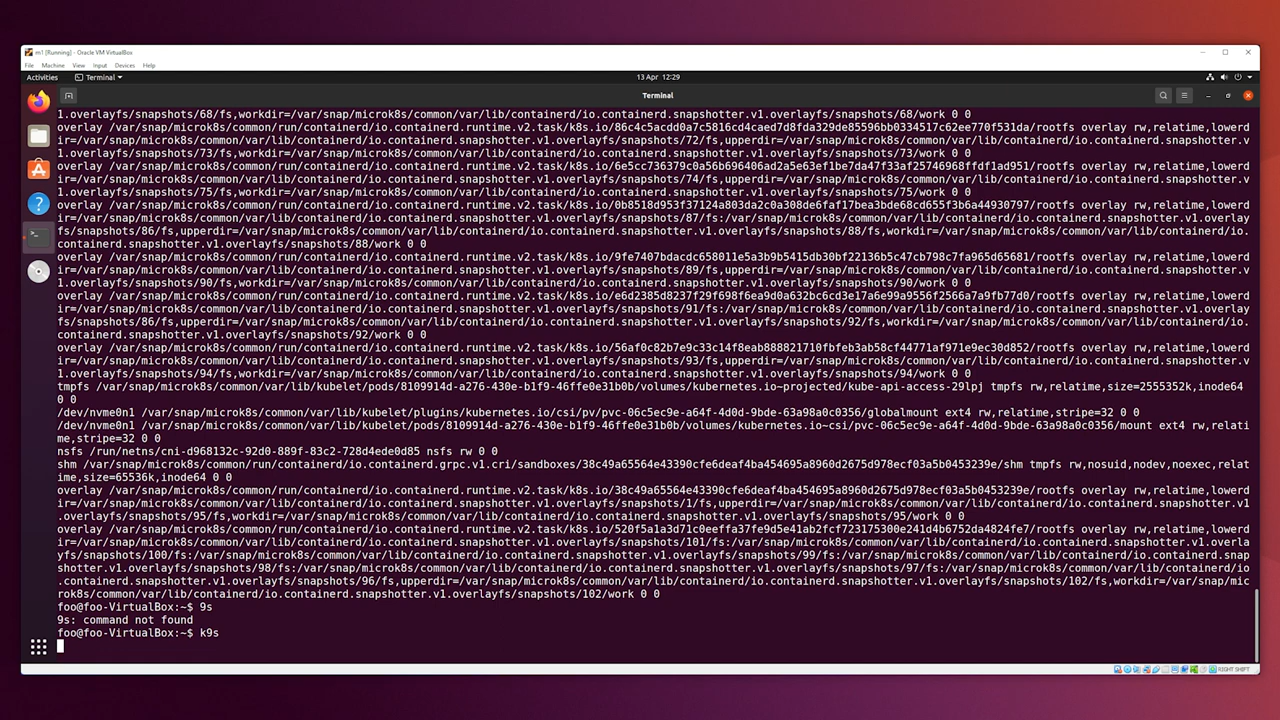 m1 [Running] - Oracle VM VirtualBox
File Machine View Input Devices Help
Activities Terminal 13 Apr 12:29
Terminal
1.overlayfs/snapshots/68/fs,workdir=/var/snap/microk8s/common/var/lib/containerd/io.containerd.snapshotter.v1.overlayfs/snapshots/68/work 0 0
overlay /var/snap/microk8s/common/run/containerd/io.containerd.runtime.v2.task/k8s.io/86c4c5acdd0a7c5816cd4caed7d8fda329de85596bb0334517c62ee770f531da/rootfs overlay rw,relatime,lowerd
ir=/var/snap/microk8s/common/var/lib/containerd/io.containerd.snapshotter.v1.overlayfs/snapshots/72/fs,upperdir=/var/snap/microk8s/common/var/lib/containerd/io.containerd.snapshotter.v
1.overlayfs/snapshots/73/fs,workdir=/var/snap/microk8s/common/var/lib/containerd/io.containerd.snapshotter.v1.overlayfs/snapshots/73/work 0 0
overlay /var/snap/microk8s/common/run/containerd/io.containerd.runtime.v2.task/k8s.io/6e5cc736379c0a56b6b406ad2a5e63ef1be7da47f33af25746968ffdf1ad951/rootfs overlay rw,relatime,lowerd
ir=/var/snap/microk8s/common/var/lib/containerd/io.containerd.snapshotter.v1.overlayfs/snapshots/74/fs,upperdir=/var/snap/microk8s/common/var/lib/containerd/io.containerd.snapshotter.v
1.overlayfs/snapshots/75/fs,workdir=/var/snap/microk8s/common/var/lib/containerd/io.containerd.snapshotter.v1.overlayfs/snapshots/75/work 0 0
overlay /var/snap/microk8s/common/run/containerd/io.containerd.runtime.v2.task/k8s.io/0b8518d953f37124a803da2c0a308de6faf17bea3bde68cd655f3b6a44930797/rootfs overlay rw,relatime,lowerd
ir=/var/snap/microk8s/common/var/lib/containerd/io.containerd.snapshotter.v1.overlayfs/snapshots/87/fs:/var/snap/microk8s/common/var/lib/containerd/io.containerd.snapshotter.v1.overlay
fs/snapshots/86/fs,upperdir=/var/snap/microk8s/common/var/lib/containerd/io.containerd.snapshotter.v1.overlayfs/snapshots/88/fs,workdir=/var/snap/microk8s/common/var/lib/containerd/io.
containerd.snapshotter.v1.overlayfs/snapshots/88/work 0 0
overlay /var/snap/microk8s/common/run/containerd/io.containerd.runtime.v2.task/k8s.io/9fe7407bdacdc658011e5a3b9b5415db30bf22136b5c47cb798c7fa965d65681/rootfs overlay rw,relatime,lowerd
ir=/var/snap/microk8s/common/var/lib/containerd/io.containerd.snapshotter.v1.overlayfs/snapshots/89/fs,upperdir=/var/snap/microk8s/common/var/lib/containerd/io.containerd.snapshotter.v
1.overlayfs/snapshots/90/fs,workdir=/var/snap/microk8s/common/var/lib/containerd/io.containerd.snapshotter.v1.overlayfs/snapshots/90/work 0 0
overlay /var/snap/microk8s/common/run/containerd/io.containerd.runtime.v2.task/k8s.io/e6d2385d8237f29f698f6ea9d0a632bc6cd3e17a6e99a9556f2566a7a9fb77d0/rootfs overlay rw,relatime,lowerd
ir=/var/snap/microk8s/common/var/lib/containerd/io.containerd.snapshotter.v1.overlayfs/snapshots/91/fs:/var/snap/microk8s/common/var/lib/containerd/io.containerd.snapshotter.v1.overlay
fs/snapshots/86/fs,upperdir=/var/snap/microk8s/common/var/lib/containerd/io.containerd.snapshotter.v1.overlayfs/snapshots/92/fs,workdir=/var/snap/microk8s/common/var/lib/containerd/io.
containerd.snapshotter.v1.overlayfs/snapshots/92/work 0 0
overlay /var/snap/microk8s/common/run/containerd/io.containerd.runtime.v2.task/k8s.io/56af0c82b7e9c33c14f8eab888821710fbfeb3ab58cf44771af971e9ec30d852/rootfs overlay rw,relatime,lowerd
ir=/var/snap/microk8s/common/var/lib/containerd/io.containerd.snapshotter.v1.overlayfs/snapshots/93/fs,upperdir=/var/snap/microk8s/common/var/lib/containerd/io.containerd.snapshotter.v
1.overlayfs/snapshots/94/fs,workdir=/var/snap/microk8s/common/var/lib/containerd/io.containerd.snapshotter.v1.overlayfs/snapshots/94/work 0 0
tmpfs /var/snap/microk8s/common/var/lib/kubelet/pods/8109914d-a276-430e-b1f9-46ffe0e31b0b/volumes/kubernetes.io~projected/kube-api-access-29lpj tmpfs rw,relatime,size=2555352k,inode64
0 0
/dev/nvme0n1 /var/snap/microk8s/common/var/lib/kubelet/plugins/kubernetes.io/csi/pv/pvc-06c5ec9e-a64f-4d0d-9bde-63a98a0c0356/globalmount ext4 rw,relatime,stripe=32 0 0
/dev/nvme0n1 /var/snap/microk8s/common/var/lib/kubelet/pods/8109914d-a276-430e-b1f9-46ffe0e31b0b/volumes/kubernetes.io~csi/pvc-06c5ec9e-a64f-4d0d-9bde-63a98a0c0356/mount ext4 rw,relati
me,stripe=32 0 0
nsfs /run/netns/cni-d968132c-92d0-889f-83c2-728d4ede0d85 nsfs rw 0 0
shm /var/snap/microk8s/common/run/containerd/io.containerd.grpc.v1.cri/sandboxes/38c49a65564e43390cfe6deaf4ba454695a8960d2675d978ecf03a5b0453239e/shm tmpfs rw,nosuid,nodev,noexec,relat
ime,size=65536k,inode64 0 0
overlay /var/snap/microk8s/common/run/containerd/io.containerd.runtime.v2.task/k8s.io/38c49a65564e43390cfe6deaf4ba454695a8960d2675d978ecf03a5b0453239e/rootfs overlay rw,relatime,lowerd
ir=/var/snap/microk8s/common/var/lib/containerd/io.containerd.snapshotter.v1.overlayfs/snapshots/1/fs,upperdir=/var/snap/microk8s/common/var/lib/containerd/io.containerd.snapshotter.v1
.overlayfs/snapshots/95/fs,workdir=/var/snap/microk8s/common/var/lib/containerd/io.containerd.snapshotter.v1.overlayfs/snapshots/95/work 0 0
overlay /var/snap/microk8s/common/run/containerd/io.containerd.runtime.v2.task/k8s.io/520f5a1a3d71c0eeffa37fe9d5e41ab2fcf723175300e241d4b6752da4824fe7/rootfs overlay rw,relatime,lowerd
ir=/var/snap/microk8s/common/var/lib/containerd/io.containerd.snapshotter.v1.overlayfs/snapshots/101/fs:/var/snap/microk8s/common/var/lib/containerd/io.containerd.snapshotter.v1.overla
yfs/snapshots/100/fs:/var/snap/microk8s/common/var/lib/containerd/io.containerd.snapshotter.v1.overlayfs/snapshots/99/fs:/var/snap/microk8s/common/var/lib/containerd/io.containerd.snap
shotter.v1.overlayfs/snapshots/98/fs:/var/snap/microk8s/common/var/lib/containerd/io.containerd.snapshotter.v1.overlayfs/snapshots/97/fs:/var/snap/microk8s/common/var/lib/containerd/io
.containerd.snapshotter.v1.overlayfs/snapshots/96/fs,upperdir=/var/snap/microk8s/common/var/lib/containerd/io.containerd.snapshotter.v1.overlayfs/snapshots/102/fs,workdir=/var/snap/mic
rok8s/common/var/lib/containerd/io.containerd.snapshotter.v1.overlayfs/snapshots/102/work 0 0
foo@foo-VirtualBox:~$ 9s
9s: command not found
foo@foo-VirtualBox:~$ k9s
RIGHT SHIFT